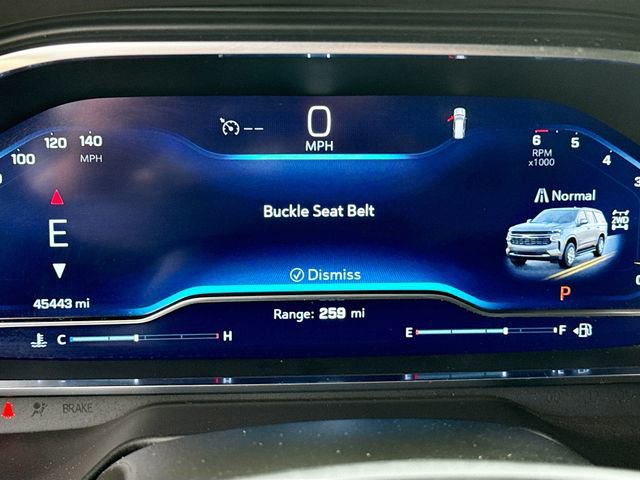 0
MPH
--
120 140
100
MPH
6 5
4
3
RPM
x1000
Normal
2WD
E
Buckle Seat Belt
Dismiss
P
45443 mi
Range: 259 mi
C H
E F
BRAKE